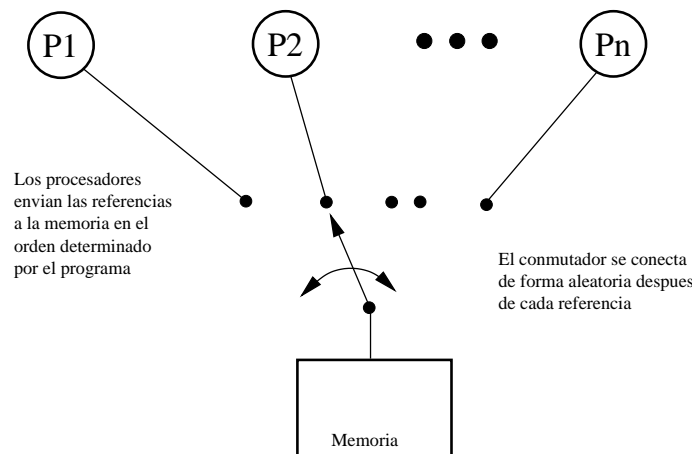 P1
P2
Pn
Los procesadores
envian las referencias
a la memoria en el
orden determinado
por el programa
El conmutador se conecta
de forma aleatoria despues
de cada referencia
Memoria